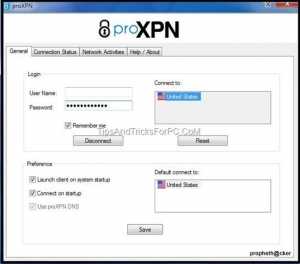 proXPN
proXPN
General Connection Status Network Activities Help / About
Login
User Name:
Connect to:
United States
Password:
Remember me
TipsAndTricksForPC.CoM
Disconnect
Reset
Preference
Launch client on system startup
Default connect to:
United States
Connect on startup
Use proXPN DNS
Save
propheth@cker